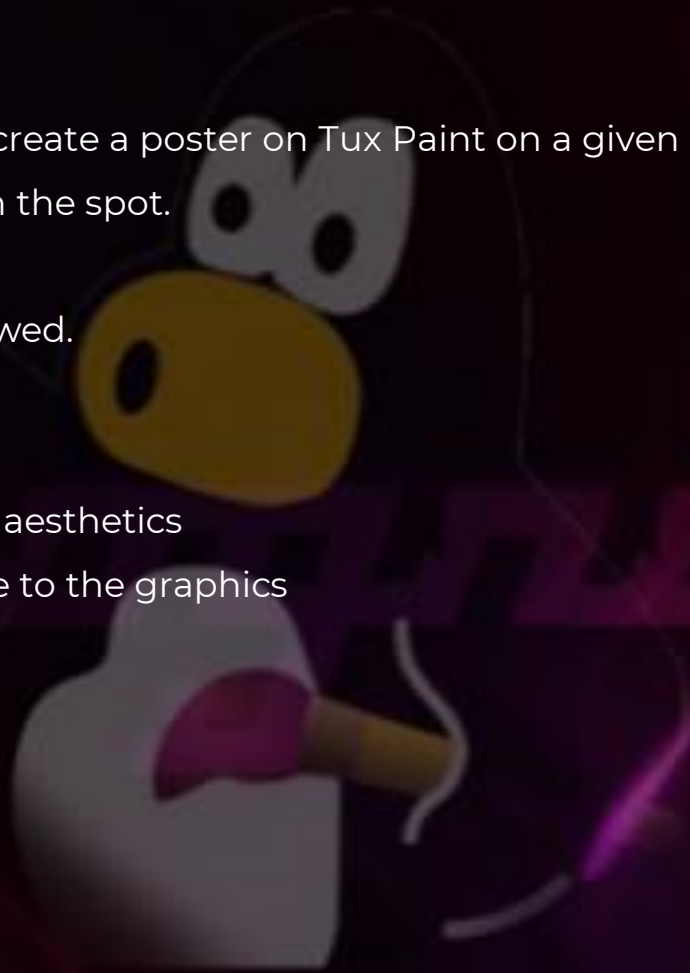 create a poster on Tux Paint on a given
the spot.
wed.
aesthetics
to the graphics